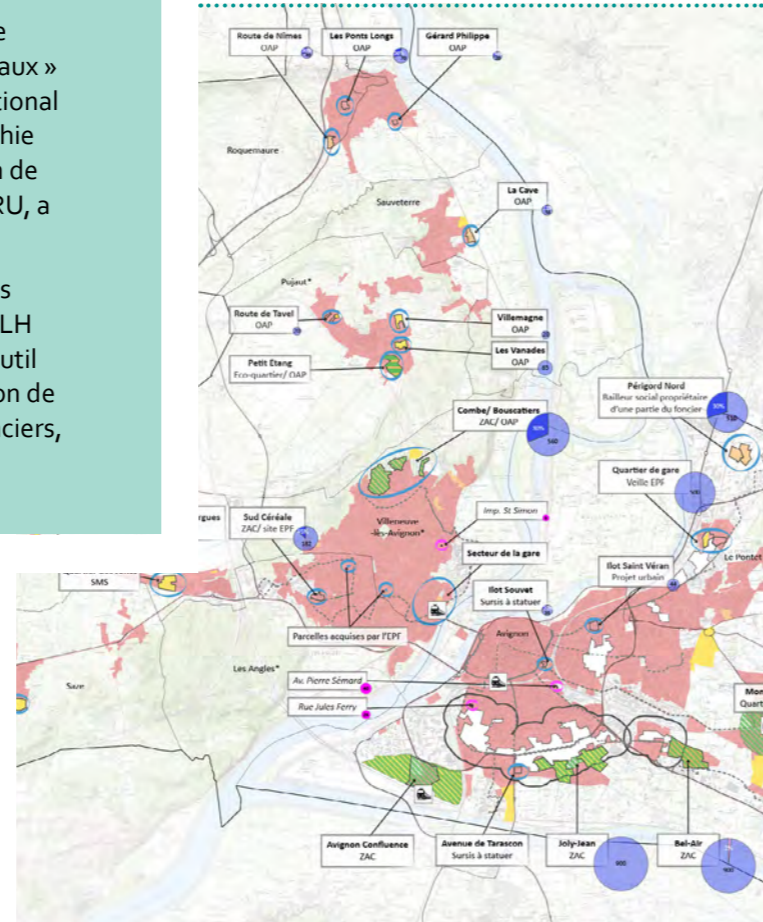 e
aux »
tional
hie
n de
RU, a
s
LH
util
on de
nciers,
Route de Nîmes
OAP
Les Ponts Longs
OAP
Gérard Philippe
OAP
Roquemaure
Sauveterre
La Cave
OAP
Pujaut*
Route de Tavel
OAP
Villemagne
OAP
Les Vanades
OAP
Petit Etang
Eco-quartier/ OAP
Périgord Nord
Bailleur social propriétaire
d'une partie du foncier
Combe/ Bouscatiers
ZAC/ OAP
30%
560
Quartier de gare
Veille EPF
Sud Céréale
ZAC/ site EPF
Villeneuve
-lès-Avignon*
Imp. St Simon
Secteur de la gare
Ilot Saint Véran
Projet urbain
Le Pontet
SMS
Ilot Souvet
Sursis à statuer
Parcelles acquises par l'EPF
Avignon
Les Angles*
Saze
Av. Pierre Sémard
Rue Jules Ferry
Avignon Confluence
ZAC
Avenue de Tarascon
Sursis à statuer
Joly-Jean
ZAC
Bel-Air
ZAC